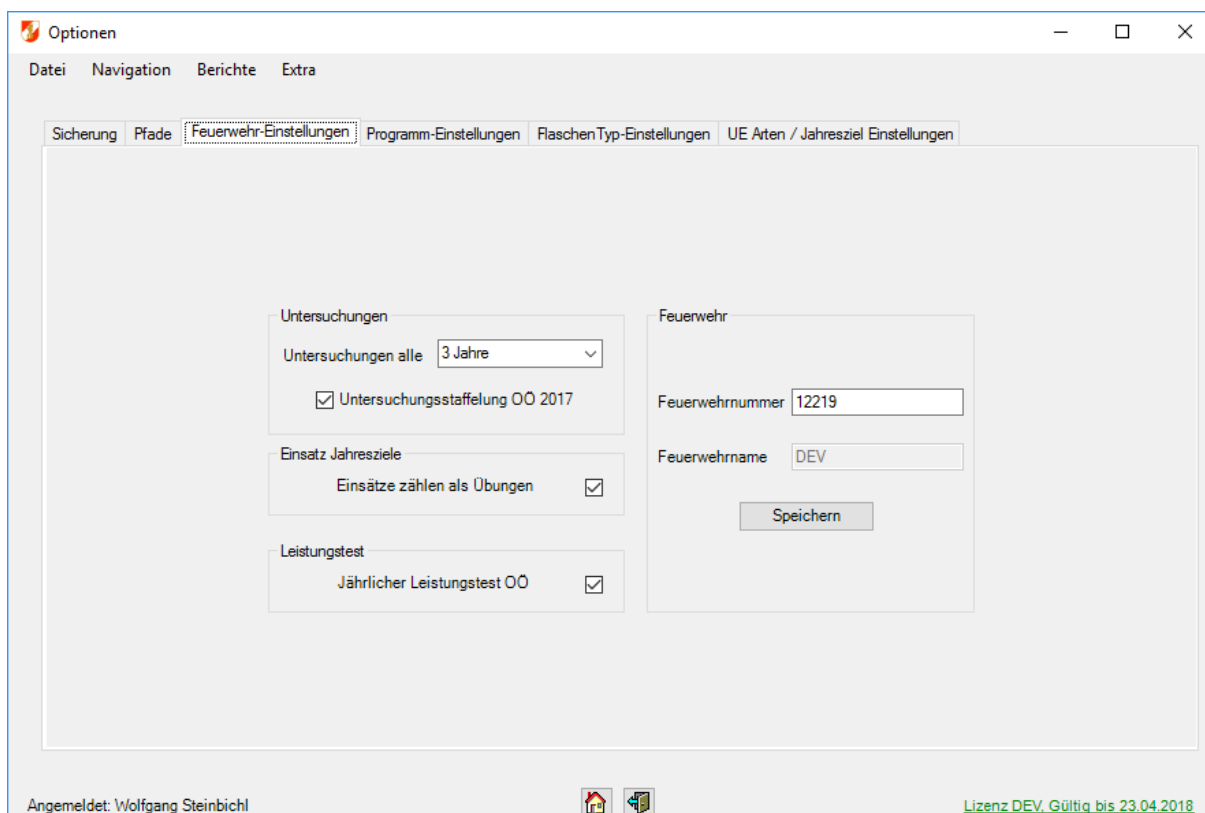 Optionen
Datei Navigation Berichte Extra
Sicherung Pfade Feuerwehr-Einstellungen Programm-Einstellungen FlaschenTyp-Einstellungen UE Arten / Jahresziel Einstellungen
Untersuchungen
Untersuchungen alle 3 Jahre
Untersuchungsstaffelung OÖ 2017
Einsatz Jahresziele
Einsätze zählen als Übungen
Leistungstest
Jährlicher Leistungstest OÖ
Feuerwehr
Feuerwehrnummer 12219
Feuerwehrname DEV
Speichern
Angemeldet: Wolfgang Steinbichl
Lizenz DEV, Gültig bis 23.04.2018